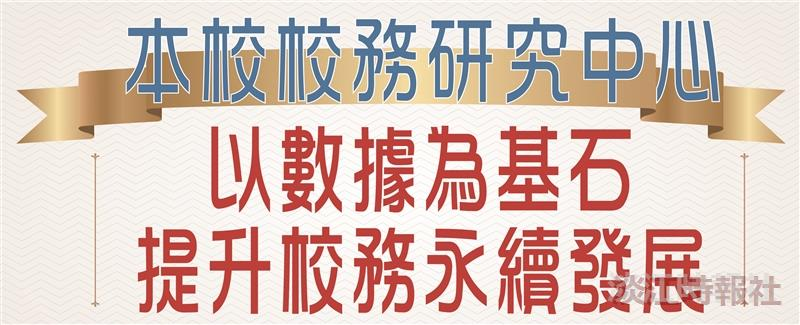 本校校務研究中心
以數據為基石
提升校務永續發展
淡江時報社